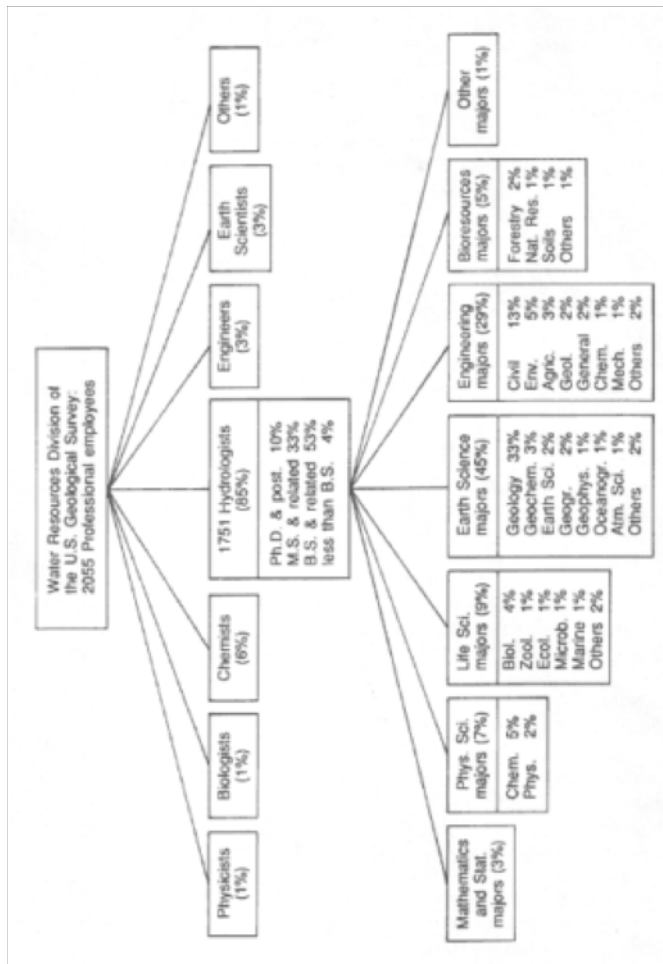 Water Resources Division of
the U.S. Geological Survey:
2055 Professional employees
Physicists
(1%)
Biologists
(1%)
Chemists
(6%)
1751 Hydrologists
(85%)
Ph.D & post. 10%
M.S. & related 33%
B.S. & related 53%
less than B.S. 4%
Engineers
(3%)
Earth
Scientists
(3%)
Others
(1%)
Mathematics
and Stat.
majors (3%)
Phys. Sci.
majors (7%)
Chem. 5%
Phys. 2%
Life Sci.
majors (9%)
Biol. 4%
Zool. 1%
Ecol. 1%
Microb. 1%
Marine 1%
Others 2%
Earth Science
majors (45%)
Geology 33%
Geochem. 3%
Earth Sci. 2%
Geogr. 2%
Geophys. 1%
Oceanogr. 1%
Atm. Sci. 1%
Others 2%
Engineering
majors (29%)
Civil 13%
Env. 5%
Agric. 3%
Geol. 2%
General 2%
Chem. 1%
Mech. 1%
Others 2%
Bioresources
majors (5%)
Forestry 2%
Nat. Res. 1%
Soils 1%
Others 1%
Other
majors (1%)